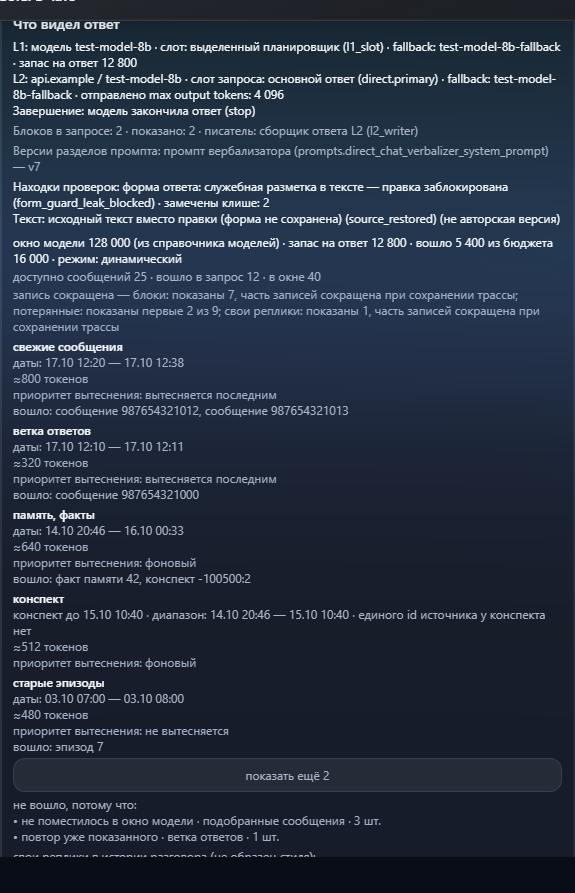 Что видел ответ
L1: модель test-model-8b · слот: выделенный планировщик (l1_slot) · fallback: test-model-8b-fallback
· запас на ответ 12 800
L2: api.example / test-model-8b · слот запроса: основной ответ (direct.primary) · fallback: test-model-
8b-fallback · отправлено max output tokens: 4 096
Завершение: модель закончила ответ (stop)
Блоков в запросе: 2 · показано: 2 · писатель: сборщик ответа L2 (l2_writer)
Версии разделов промпта: промпт вербализатора (prompts.direct_chat_verbalizer_system_prompt)
— v7
Находки проверок: форма ответа: служебная разметка в тексте — правка заблокирована
(form_guard_leak_blocked) · замечены клише: 2
Текст: исходный текст вместо правки (форма не сохранена) (source_restored) (не авторская версия)
окно модели 128 000 (из справочника моделей) · запас на ответ 12 800 · вошло 5 400 из бюджета
16 000 · режим: динамический
доступно сообщений 25 · вошло в запрос 12 · в окне 40
запись сокращена — блоки: показаны 7, часть записей сокращена при сохранении трассы;
потерянные: показаны первые 2 из 9; свои реплики: показаны 1, часть записей сокращена при
сохранении трассы
свежие сообщения
даты: 17.10 12:20 — 17.10 12:38
≈800 токенов
приоритет вытеснения: вытесняется последним
вошло: сообщение 987654321012, сообщение 987654321013
ветка ответов
даты: 17.10 12:10 — 17.10 12:11
≈320 токенов
приоритет вытеснения: вытесняется последним
вошло: сообщение 987654321000
память, факты
даты: 14.10 20:46 — 16.10 00:33
≈640 токенов
приоритет вытеснения: фоновый
вошло: факт памяти 42, конспект -100500:2
конспект
конспект до 15.10 10:40 · диапазон: 14.10 20:46 — 15.10 10:40 · единого id источника у конспекта
нет
≈512 токенов
приоритет вытеснения: фоновый
старые эпизоды
даты: 03.10 07:00 — 03.10 08:00
≈480 токенов
приоритет вытеснения: не вытесняется
вошло: эпизод 7
показать ещё 2
не вошло, потому что:
• не поместилось в окно модели · подобранные сообщения · 3 шт.
• повтор уже показанного · ветка ответов · 1 шт.
свои реплики в истории разговора (не образец стиля):